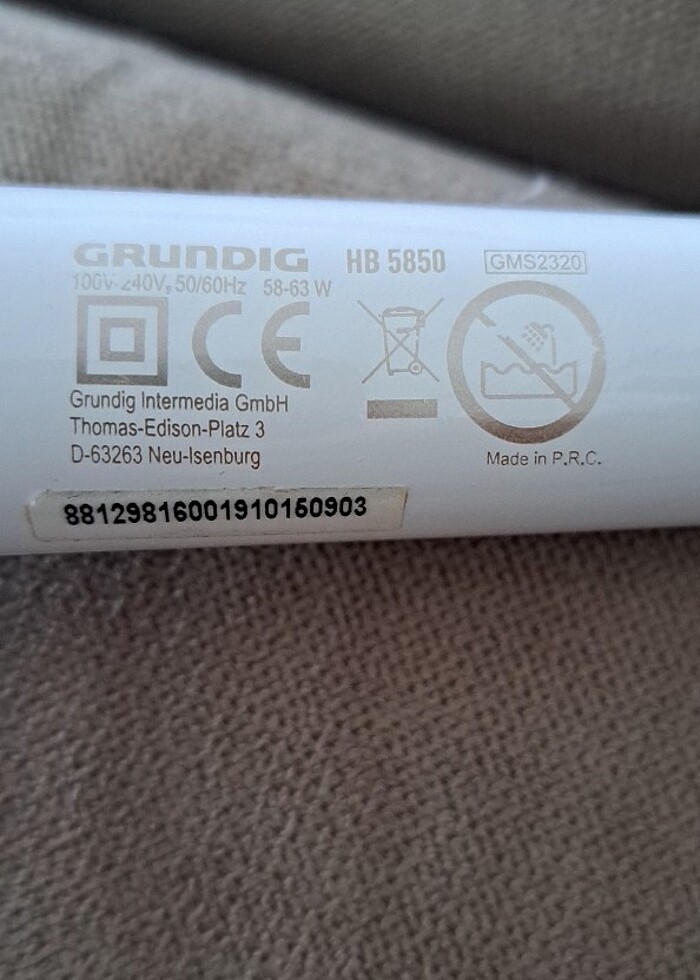 GRUNDIG HB 5850 GMS2320
100V-240V, 50/60Hz 58-63 W
CE
Grundig Intermedia GmbH
Thomas-Edison-Platz 3
D-63263 Neu-Isenburg
Made in P.R.C.
88129816001910150903